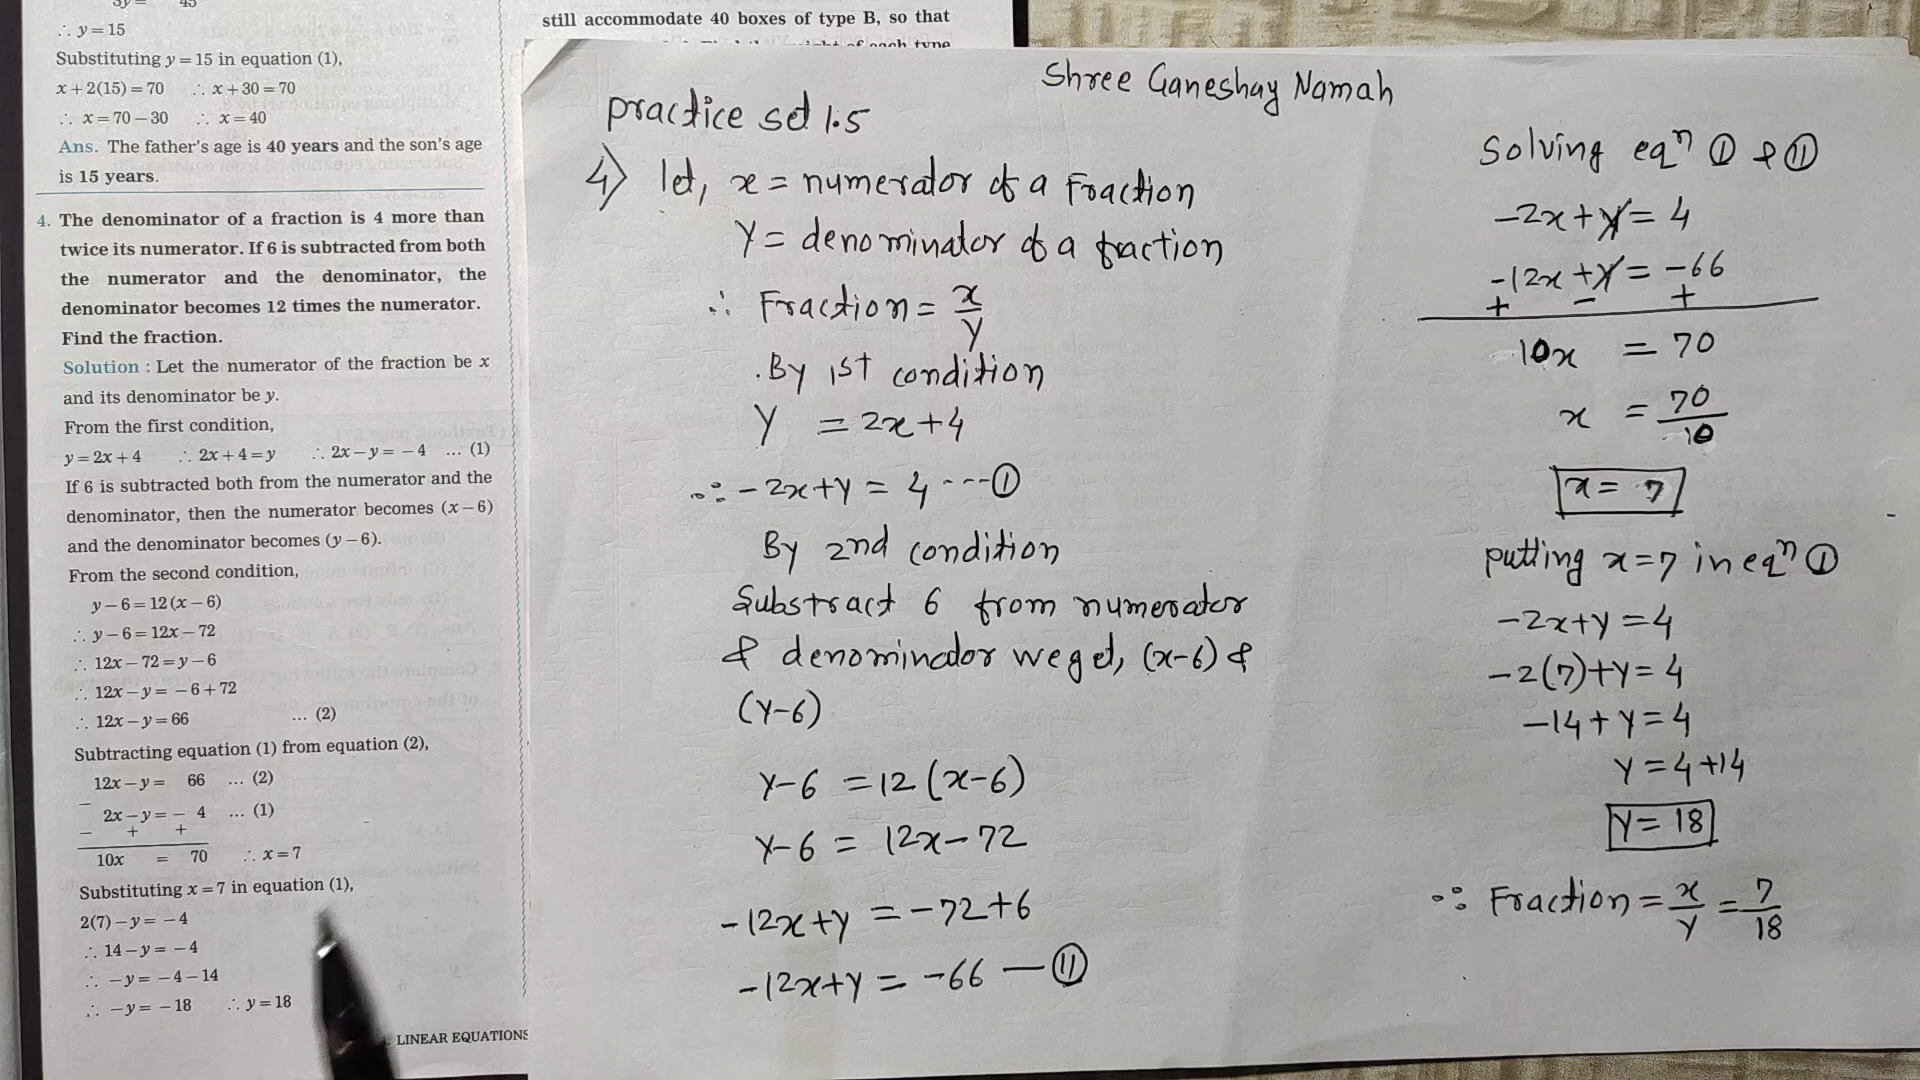 ∴ y = 15
Substituting y = 15 in equation (1),
x + 2(15) = 70 ∴ x + 30 = 70
∴ x = 70 – 30 ∴ x = 40
Ans. The father's age is 40 years and the son's age
is 15 years.
4. The denominator of a fraction is 4 more than
twice its numerator. If 6 is subtracted from both
the numerator and the denominator, the
denominator becomes 12 times the numerator.
Find the fraction.
Solution : Let the numerator of the fraction be x
and its denominator be y.
From the first condition,
y = 2x + 4 ∴ 2x + 4 = y ∴ 2x – y = – 4 ... (1)
If 6 is subtracted both from the numerator and the
denominator, then the numerator becomes (x – 6)
and the denominator becomes (y – 6).
From the second condition,
y – 6 = 12 (x – 6)
∴ y – 6 = 12x – 72
∴ 12x – 72 = y – 6
∴ 12x – y = – 6 + 72
∴ 12x – y = 66 ... (2)
Subtracting equation (1) from equation (2),
12x – y = 66 ... (2)
– 2x – y = – 4 ... (1)
– + +
10x = 70 ∴ x = 7
Substituting x = 7 in equation (1),
2(7) – y = – 4
∴ 14 – y = – 4
∴ – y = – 4 – 14
∴ – y = – 18 ∴ y = 18
LINEAR EQUATIONS
still accommodate 40 boxes of type B, so that
of each type
Shree Ganeshay Namah
practice set 1.5
4) let, x = numerator of a Fraction
Y = denominator of a fraction
∴ Fraction = x/y
. By 1st condition
Y = 2x + 4
∴ -2x + y = 4 --- ①
By 2nd condition
Substract 6 from numerator
& denominator we get, (x-6) &
(y-6)
y-6 = 12 (x-6)
y-6 = 12x-72
-12x+y = -72+6
-12x+y = -66 — ⑪
Solving eqⁿ ① & ⑪
-2x + y = 4
-12x + y = -66
+ - +
10x = 70
x = 70/10
x = 7
putting x=7 in eqⁿ ①
-2x+y = 4
-2(7)+y = 4
-14 + y = 4
y = 4+14
y = 18
∴ Fraction = x/y = 7/18